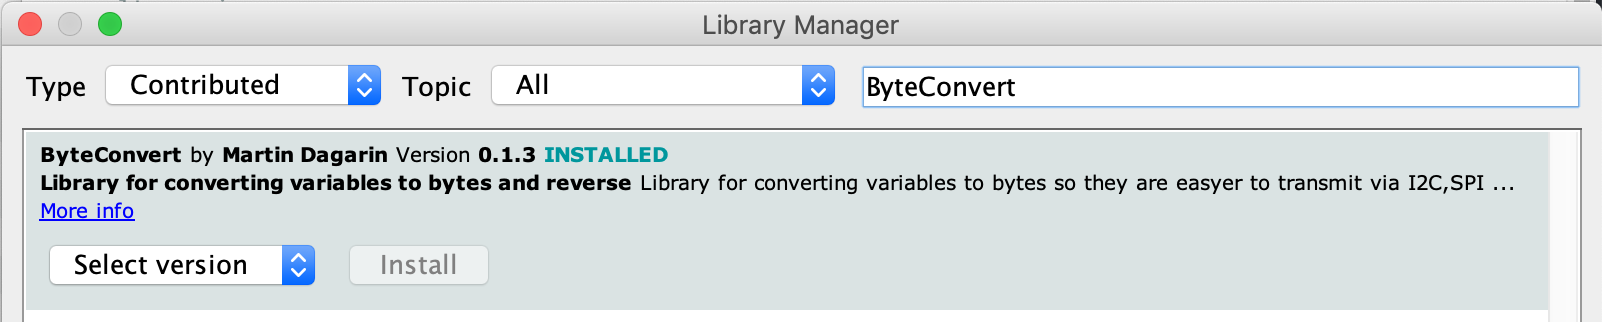 Library Manager
Type Contributed Topic All ByteConvert
ByteConvert by Martin Dagarin Version 0.1.3 INSTALLED
Library for converting variables to bytes and reverse Library for converting variables to bytes so they are easyer to transmit via I2C,SPI ...
More info
Select version Install